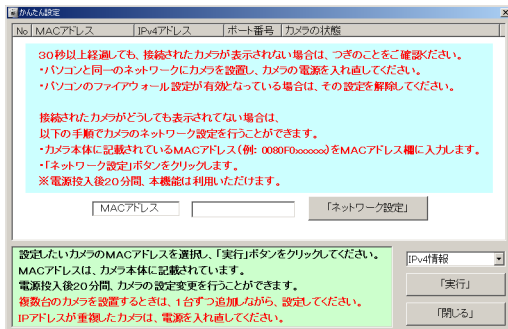 かんたん設定
No MACアドレス IPv4アドレス ポート番号 カメラの状態
30秒以上経過しても、接続されたカメラが表示されない場合は、つぎのことをご確認ください。
・パソコンと同一のネットワークにカメラを設置し、カメラの電源を入れ直してください。
・パソコンのファイアウォール設定が有効となっている場合は、その設定を解除してください。
接続されたカメラがどうしても表示されてない場合は、
以下の手順でカメラのネットワーク設定を行うことができます。
・カメラ本体に記載されているMACアドレス(例: 0080F0xxxxxx)をMACアドレス欄に入力します。
・「ネットワーク設定」ボタンをクリックします。
※電源投入後20分間、本機能は利用いただけます。
MACアドレス 「ネットワーク設定」
設定したいカメラのMACアドレスを選択し、「実行」ボタンをクリックしてください。
MACアドレスは、カメラ本体に記載されています。
電源投入後20分間、カメラの設定変更を行うことができます。
複数台のカメラを設置するときは、1台ずつ追加しながら、設定してください。
IPアドレスが重複したカメラは、電源を入れ直してください。
IPv4情報
「実行」
「閉じる」